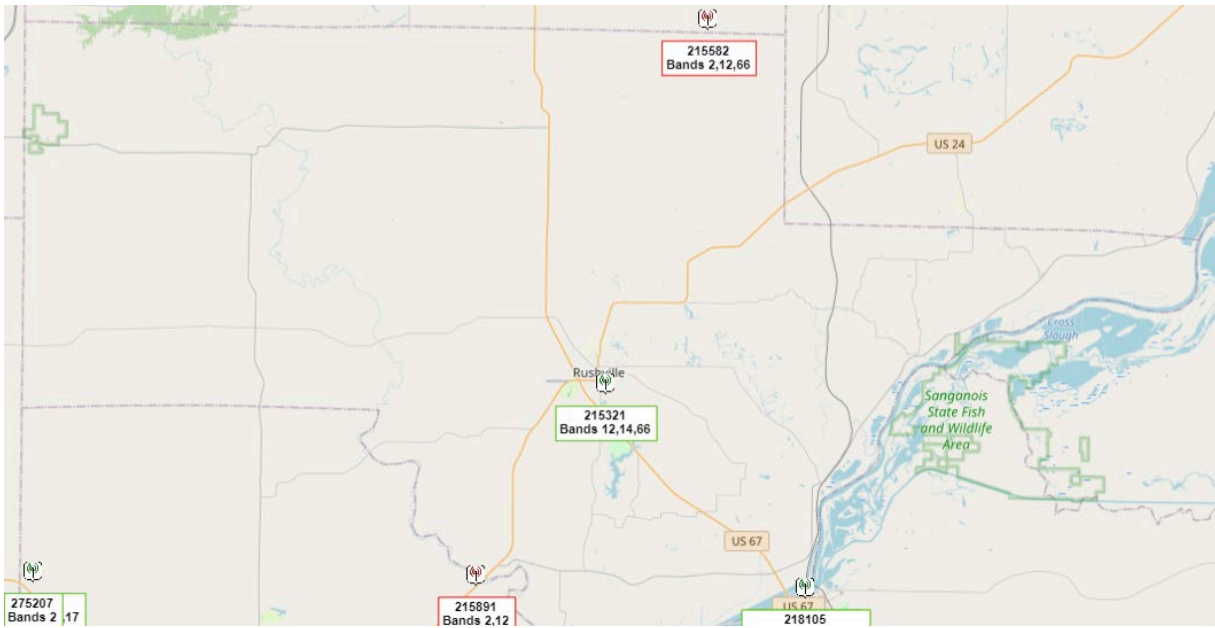 215582
Bands 2,12,66
US 24
Cross
Slough
Rushville
Sanganois
State Fish
and Wildlife
Area
215321
Bands 12,14,66
US 67
275207
Bands 2
,17
215891
Bands 2,12
US 67
218105